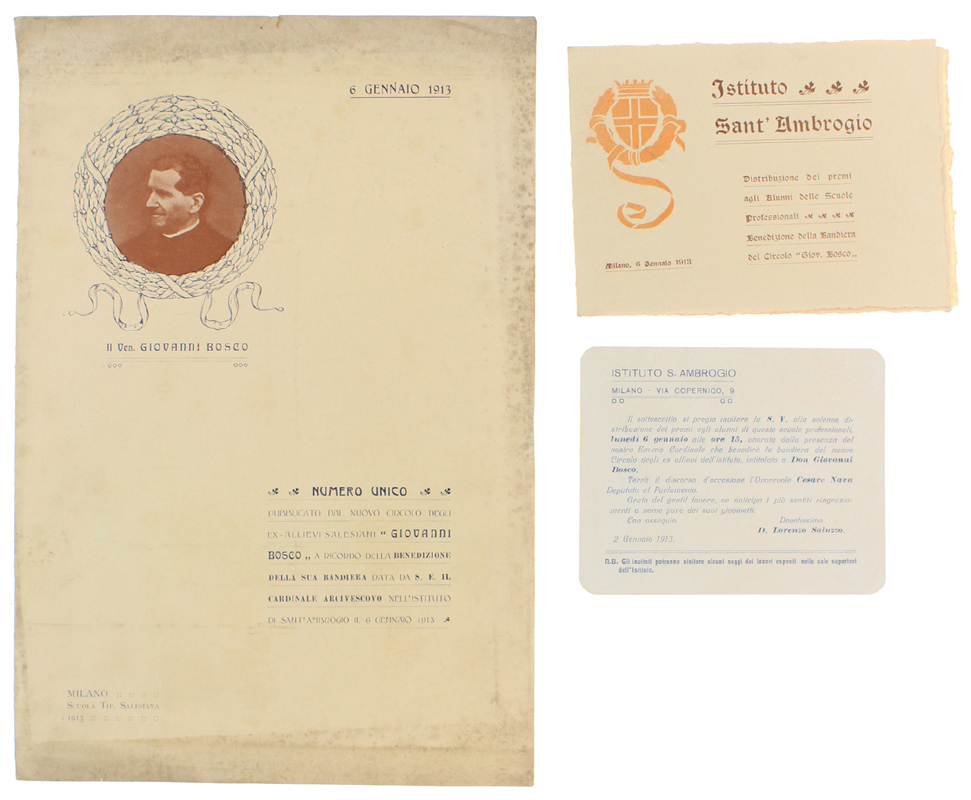 6 GENNAIO 1913
Il Ven. GIOVANNI BOSCO
NUMERO UNICO
PUBBLICATO DAL NUOVO CIRCOLO DEGLI
EX-ALLIEVI SALESIANI “ GIOVANNI
BOSCO „ A RICORDO DELLA BENEDIZIONE
DELLA SUA BANDIERA DATA DA S. E. IL
CARDINALE ARCIVESCOVO NELL'ISTITUTO
DI SANT'AMBROGIO IL 6 GENNAIO 1913
MILANO
SCUOLA TIP. SALESIANA
1913
Istituto
Sant' Ambrogio
Distribuzione dei premi
agli Alunni delle Scuole
Professionali
Benedizione della Bandiera
del Circolo “Giov. Bosco„
Milano, 6 Gennaio 1913
ISTITUTO S. AMBROGIO
MILANO - VIA COPERNICO, 9
Il sottoscritto si pregia invitare la S. V. alla solenne di-
stribuzione dei premi agli alunni di queste scuole professionali,
lunedì 6 gennaio alle ore 15, onorata dalla presenza del
nostro Em.mo Cardinale che benedirà la bandiera del nuovo
Circolo degli ex allievi dell'Istituto, intitolato a Don Giovanni
Bosco.
Terrà il discorso d'occasione l'Onorevole Cesare Nava
Deputato al Parlamento.
Grato del gentil favore, se anticipa i più sentiti ringrazia-
menti a nome pure dei suoi giovinetti.
Con ossequio
Devotissimo
D. Lorenzo Saluzzo.
2 Gennaio 1913.
N.B. Gli invitati potranno visitare alcuni saggi dei lavori esposti nelle sale superiori
dell'Istituto.